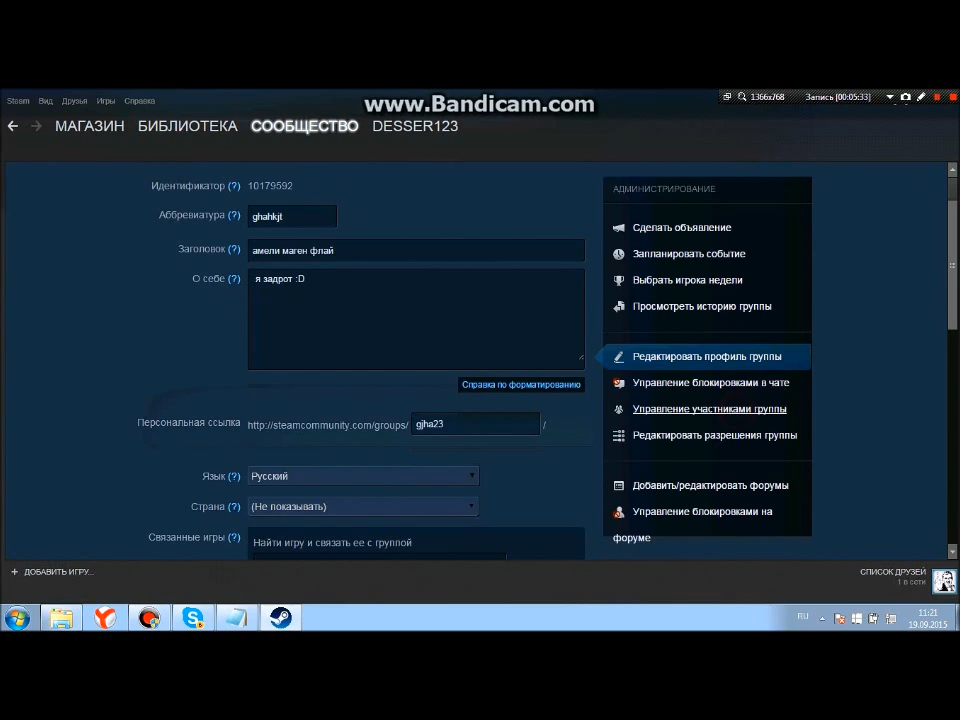 www.Bandicam.com
Steam Вид Друзья Игры Справка
1366x768 Запись [00:05:33]
МАГАЗИН БИБЛИОТЕКА СООБЩЕСТВО DESSER123
Идентификатор (?) 10179592
АДМИНИСТРИРОВАНИЕ
Аббревиатура (?) ghahkjt
Сделать объявление
Заголовок (?) амели маген флай
Запланировать событие
О себе (?) я задрот :D
Выбрать игрока недели
Просмотреть историю группы
Редактировать профиль группы
Справка по форматированию
Управление блокировками в чате
Управление участниками группы
Персональная ссылка http://steamcommunity.com/groups/ gjha23 /
Редактировать разрешения группы
Язык (?) Русский
Добавить/редактировать форумы
Страна (?) (Не показывать)
Управление блокировками на
форуме
Связанные игры (?) Найти игру и связать ее с группой
+ ДОБАВИТЬ ИГРУ...
СПИСОК ДРУЗЕЙ
1 в сети
RU
11:21
19.09.2015